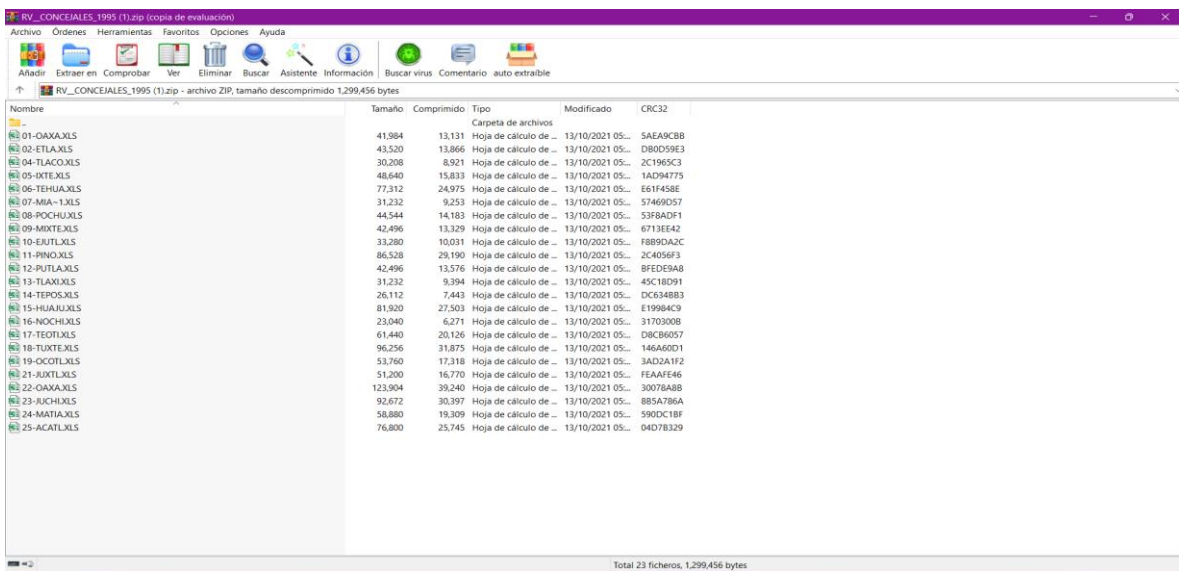 RV__CONCEJALES_1995 (1).zip (copia de evaluación)
Archivo Órdenes Herramientas Favoritos Opciones Ayuda
Añadir Extraer en Comprobar Ver Eliminar Buscar Asistente Información Buscar virus Comentario auto extraíble
RV__CONCEJALES_1995 (1).zip - archivo ZIP, tamaño descomprimido 1,299,456 bytes
Nombre Tamaño Comprimido Tipo Modificado CRC32
.. Carpeta de archivos
01-OAXA.XLS 41,984 13,131 Hoja de cálculo de ... 13/10/2021 05:... 5AEA9CBB
02-ETLA.XLS 43,520 13,866 Hoja de cálculo de ... 13/10/2021 05:... DB0D59E3
04-TLACO.XLS 30,208 8,921 Hoja de cálculo de ... 13/10/2021 05:... 2C1965C3
05-IXTE.XLS 48,640 15,833 Hoja de cálculo de ... 13/10/2021 05:... 1AD94775
06-TEHUA.XLS 77,312 24,975 Hoja de cálculo de ... 13/10/2021 05:... E61F458E
07-MIA~1.XLS 31,232 9,253 Hoja de cálculo de ... 13/10/2021 05:... 57469D57
08-POCHU.XLS 44,544 14,183 Hoja de cálculo de ... 13/10/2021 05:... 53F8ADF1
09-MIXTE.XLS 42,496 13,329 Hoja de cálculo de ... 13/10/2021 05:... 6713EE42
10-EJUTL.XLS 33,280 10,031 Hoja de cálculo de ... 13/10/2021 05:... F8B9DA2C
11-PINO.XLS 86,528 29,190 Hoja de cálculo de ... 13/10/2021 05:... 2C4056F3
12-PUTLA.XLS 42,496 13,576 Hoja de cálculo de ... 13/10/2021 05:... BFEDE9A8
13-TLAXI.XLS 31,232 9,394 Hoja de cálculo de ... 13/10/2021 05:... 45C18D91
14-TEPOS.XLS 26,112 7,443 Hoja de cálculo de ... 13/10/2021 05:... DC634BB3
15-HUAJU.XLS 81,920 27,503 Hoja de cálculo de ... 13/10/2021 05:... E19984C9
16-NOCHI.XLS 23,040 6,271 Hoja de cálculo de ... 13/10/2021 05:... 3170300B
17-TEOTI.XLS 61,440 20,126 Hoja de cálculo de ... 13/10/2021 05:... D8CB6057
18-TUXTE.XLS 96,256 31,875 Hoja de cálculo de ... 13/10/2021 05:... 146A60D1
19-OCOTL.XLS 53,760 17,318 Hoja de cálculo de ... 13/10/2021 05:... 3AD2A1F2
21-JUXTL.XLS 51,200 16,770 Hoja de cálculo de ... 13/10/2021 05:... FEAAFE46
22-OAXA.XLS 123,904 39,240 Hoja de cálculo de ... 13/10/2021 05:... 30078A8B
23-JUCHI.XLS 92,672 30,397 Hoja de cálculo de ... 13/10/2021 05:... 8B5A786A
24-MATIA.XLS 58,880 19,309 Hoja de cálculo de ... 13/10/2021 05:... 590DC1BF
25-ACATL.XLS 76,800 25,745 Hoja de cálculo de ... 13/10/2021 05:... 04D7B329
Total 23 ficheros, 1,299,456 bytes